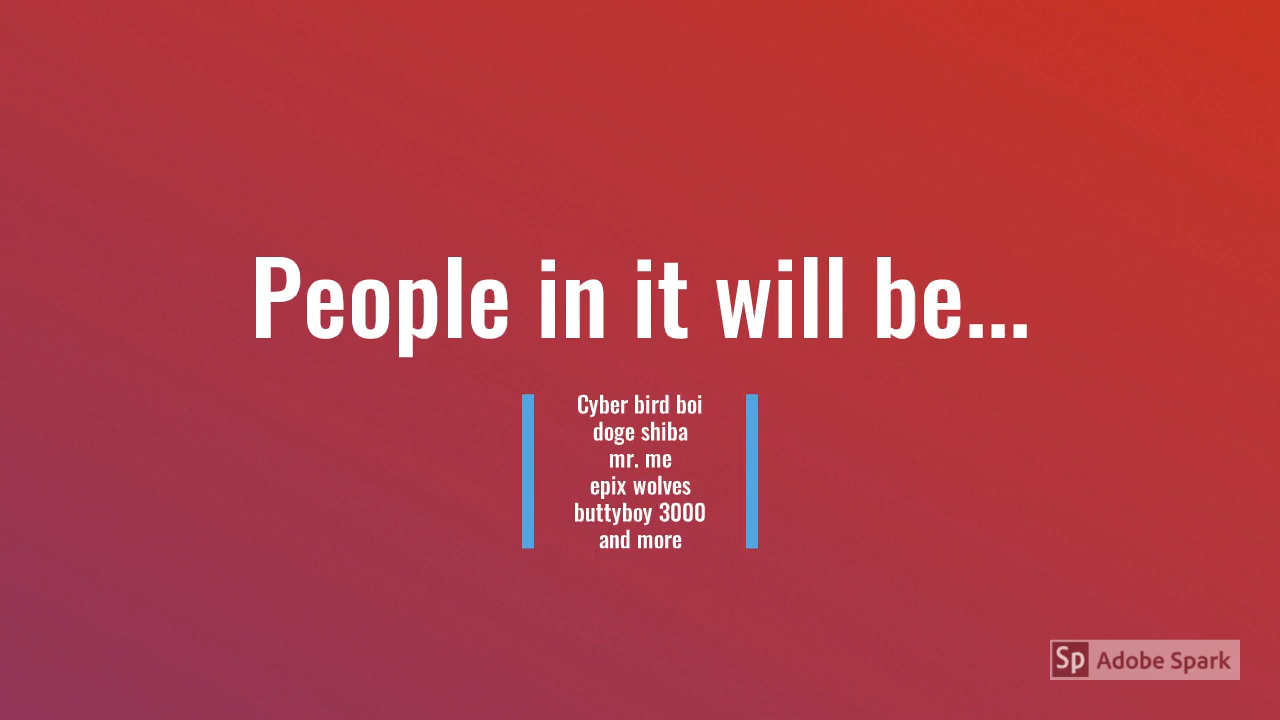 People in it will be...
Cyber bird boi
doge shiba
mr. me
epix wolves
buttyboy 3000
and more
Sp Adobe Spark